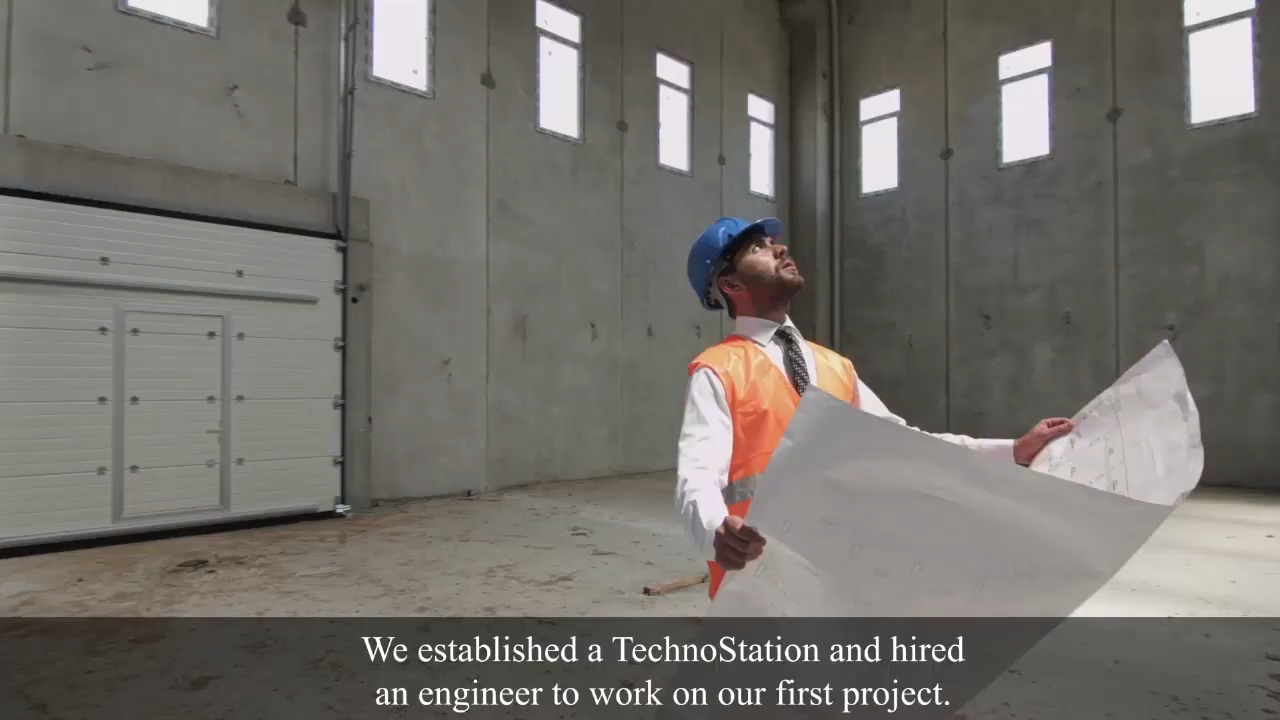 We established a TechnoStation and hired
an engineer to work on our first project.